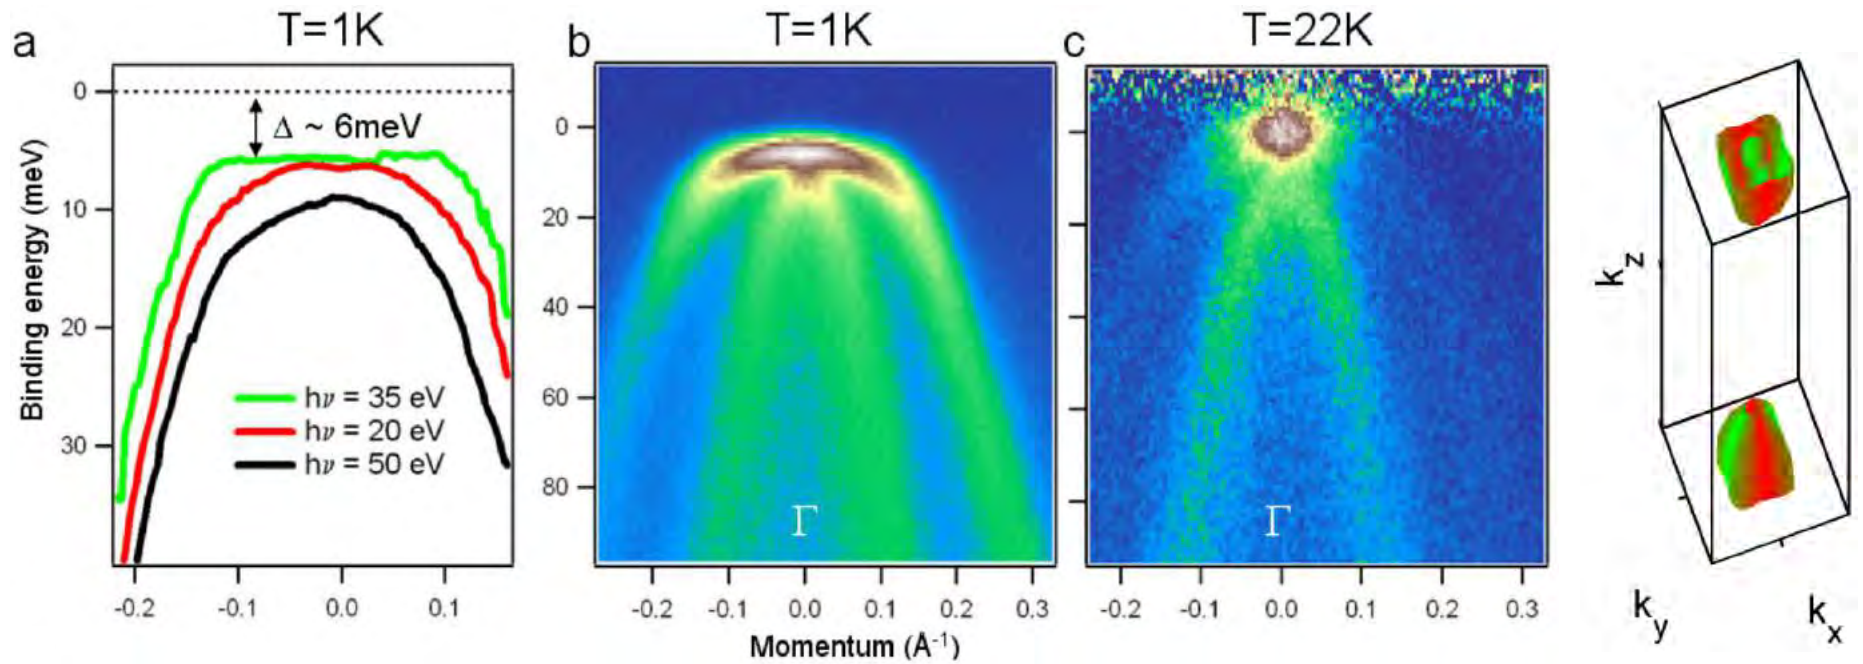 a
T=1K
b
T=1K
c
T=22K
Binding energy (meV)
0
10
20
30
Δ ~ 6meV
hν = 35 eV
hν = 20 eV
hν = 50 eV
-0.2
-0.1
0.0
0.1
0
20
40
60
80
Γ
-0.2
-0.1
0.0
0.1
0.2
0.3
Γ
-0.2
-0.1
0.0
0.1
0.2
0.3
Momentum (Å⁻¹)
kz
ky
kx